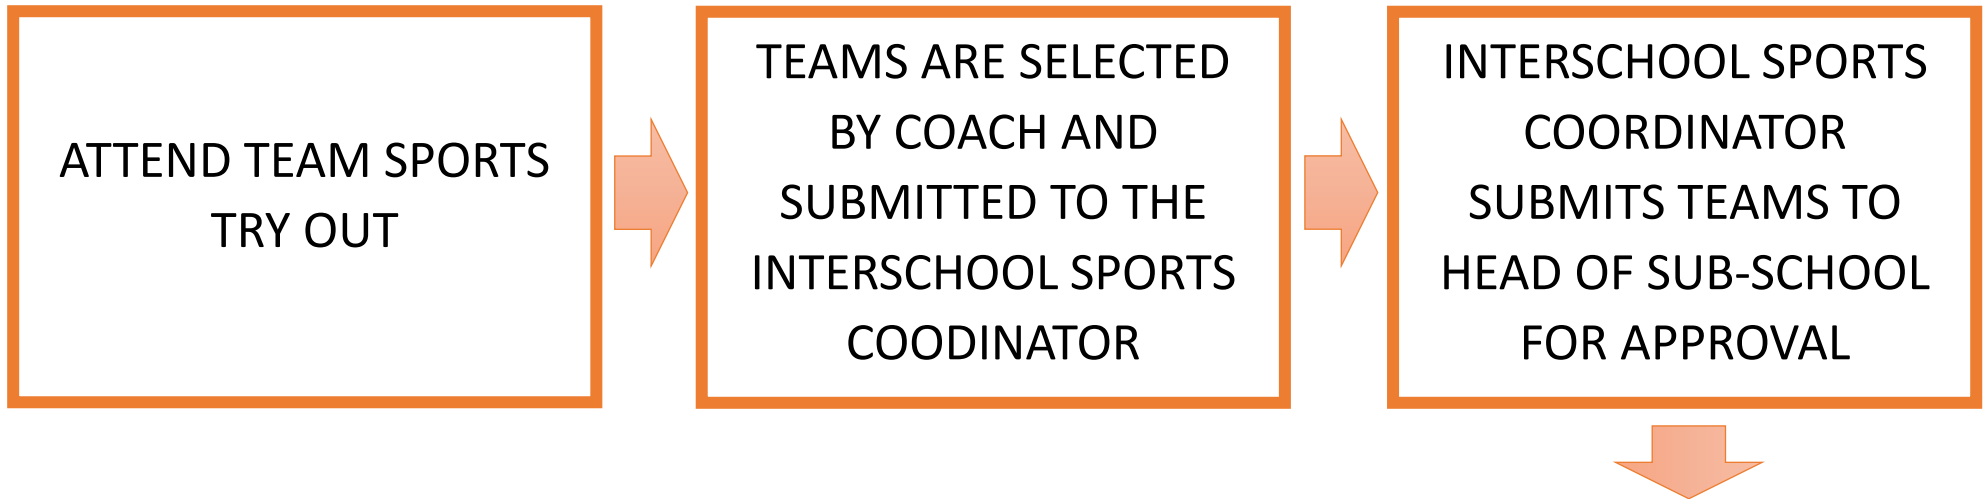 ATTEND TEAM SPORTS
TRY OUT
TEAMS ARE SELECTED
BY COACH AND
SUBMITTED TO THE
INTERSCHOOL SPORTS
COODINATOR
INTERSCHOOL SPORTS
COORDINATOR
SUBMITS TEAMS TO
HEAD OF SUB-SCHOOL
FOR APPROVAL